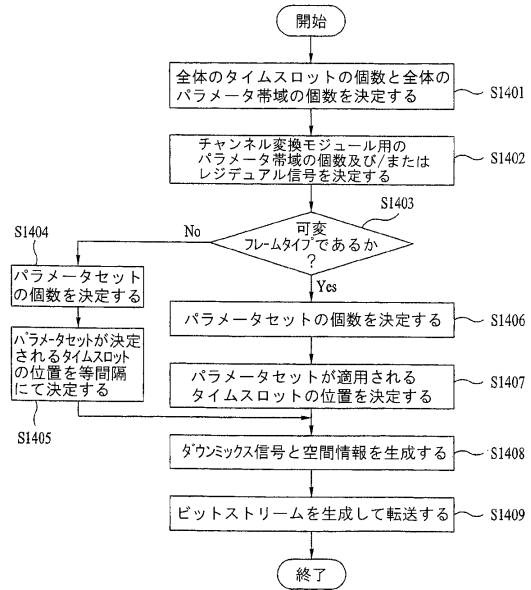 開始
全体のタイムスロットの個数と全体の
パラメータ帯域の個数を決定する
S1401
チャンネル変換モジュール用の
パラメータ帯域の個数及び/または
レジデュアル信号を決定する
S1402
可変
フレームタイプであるか
?
S1403
No
Yes
S1404
パラメータセット
の個数を決定する
パラメータセットが決定
されるタイムスロット
の位置を等間隔
にて決定する
S1405
パラメータセットの個数を決定する
S1406
パラメータセットが適用される
タイムスロットの位置を決定する
S1407
ダウンミックス信号と空間情報を生成する
S1408
ビットストリームを生成して転送する
S1409
終了